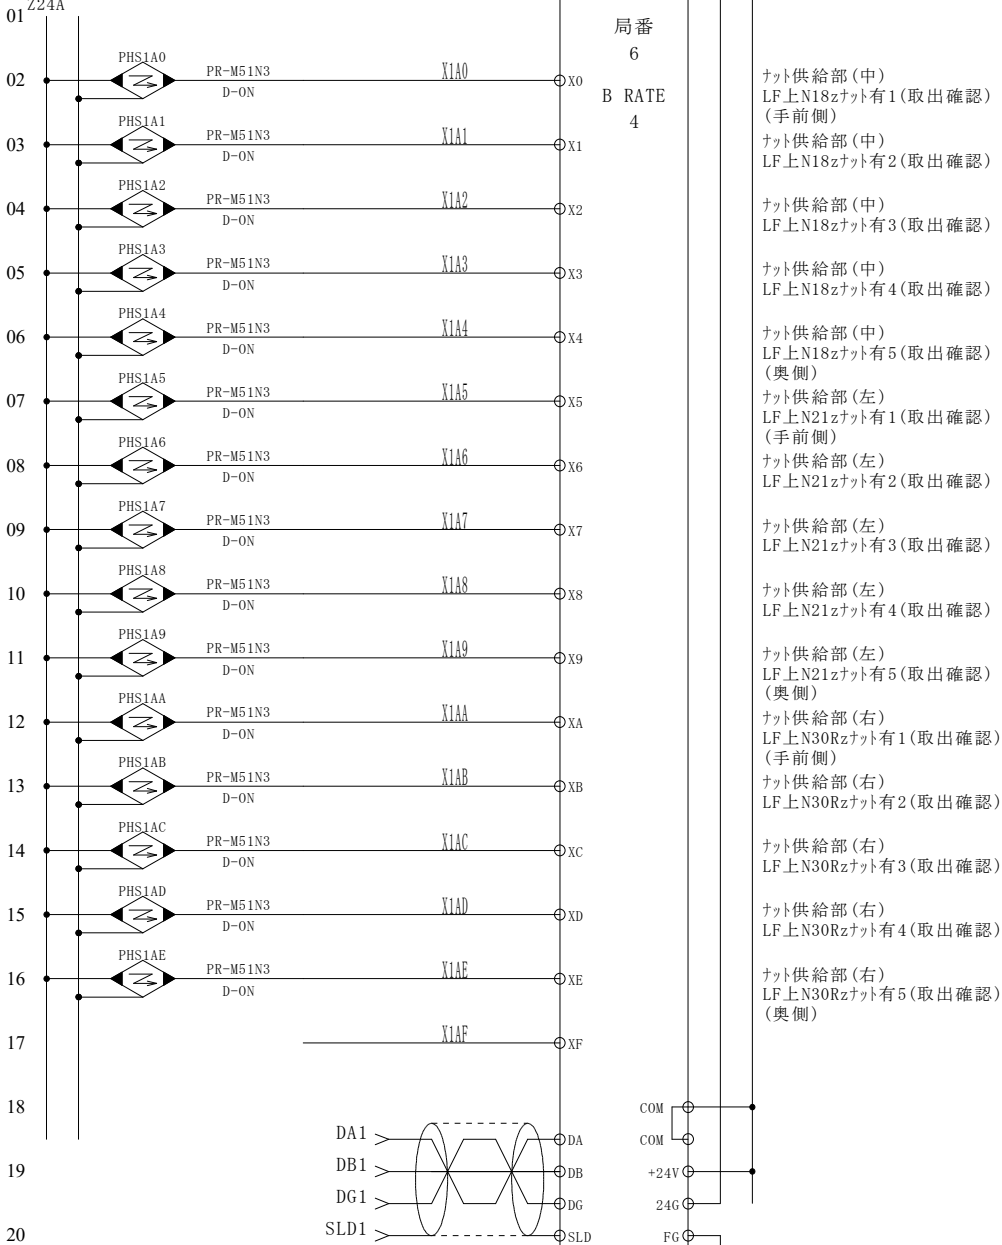 Z24A
01
局番
6
B RATE
4
02 PHS1A0 PR-M51N3 D-ON X1A0 X0
ナット供給部(中)
LF上N18zナット有1(取出確認)
(手前側)
03 PHS1A1 PR-M51N3 D-ON X1A1 X1
ナット供給部(中)
LF上N18zナット有2(取出確認)
04 PHS1A2 PR-M51N3 D-ON X1A2 X2
ナット供給部(中)
LF上N18zナット有3(取出確認)
05 PHS1A3 PR-M51N3 D-ON X1A3 X3
ナット供給部(中)
LF上N18zナット有4(取出確認)
06 PHS1A4 PR-M51N3 D-ON X1A4 X4
ナット供給部(中)
LF上N18zナット有5(取出確認)
(奥側)
07 PHS1A5 PR-M51N3 D-ON X1A5 X5
ナット供給部(左)
LF上N21zナット有1(取出確認)
(手前側)
08 PHS1A6 PR-M51N3 D-ON X1A6 X6
ナット供給部(左)
LF上N21zナット有2(取出確認)
09 PHS1A7 PR-M51N3 D-ON X1A7 X7
ナット供給部(左)
LF上N21zナット有3(取出確認)
10 PHS1A8 PR-M51N3 D-ON X1A8 X8
ナット供給部(左)
LF上N21zナット有4(取出確認)
11 PHS1A9 PR-M51N3 D-ON X1A9 X9
ナット供給部(左)
LF上N21zナット有5(取出確認)
(奥側)
12 PHS1AA PR-M51N3 D-ON X1AA XA
ナット供給部(右)
LF上N30Rzナット有1(取出確認)
(手前側)
13 PHS1AB PR-M51N3 D-ON X1AB XB
ナット供給部(右)
LF上N30Rzナット有2(取出確認)
14 PHS1AC PR-M51N3 D-ON X1AC XC
ナット供給部(右)
LF上N30Rzナット有3(取出確認)
15 PHS1AD PR-M51N3 D-ON X1AD XD
ナット供給部(右)
LF上N30Rzナット有4(取出確認)
16 PHS1AE PR-M51N3 D-ON X1AE XE
ナット供給部(右)
LF上N30Rzナット有5(取出確認)
(奥側)
17 X1AF XF
18 COM
DA1 DA COM
19 DB1 DB +24V
DG1 DG 24G
20 SLD1 SLD FG